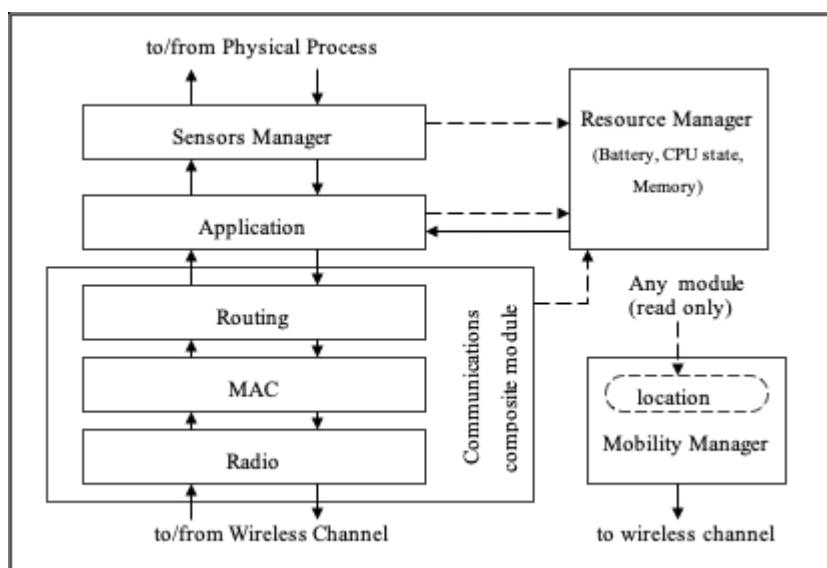 to/from Physical Process
Sensors Manager
Application
Routing
MAC
Radio
Communications
composite module
to/from Wireless Channel
Resource Manager
(Battery, CPU state,
Memory)
Any module
(read only)
location
Mobility Manager
to wireless channel